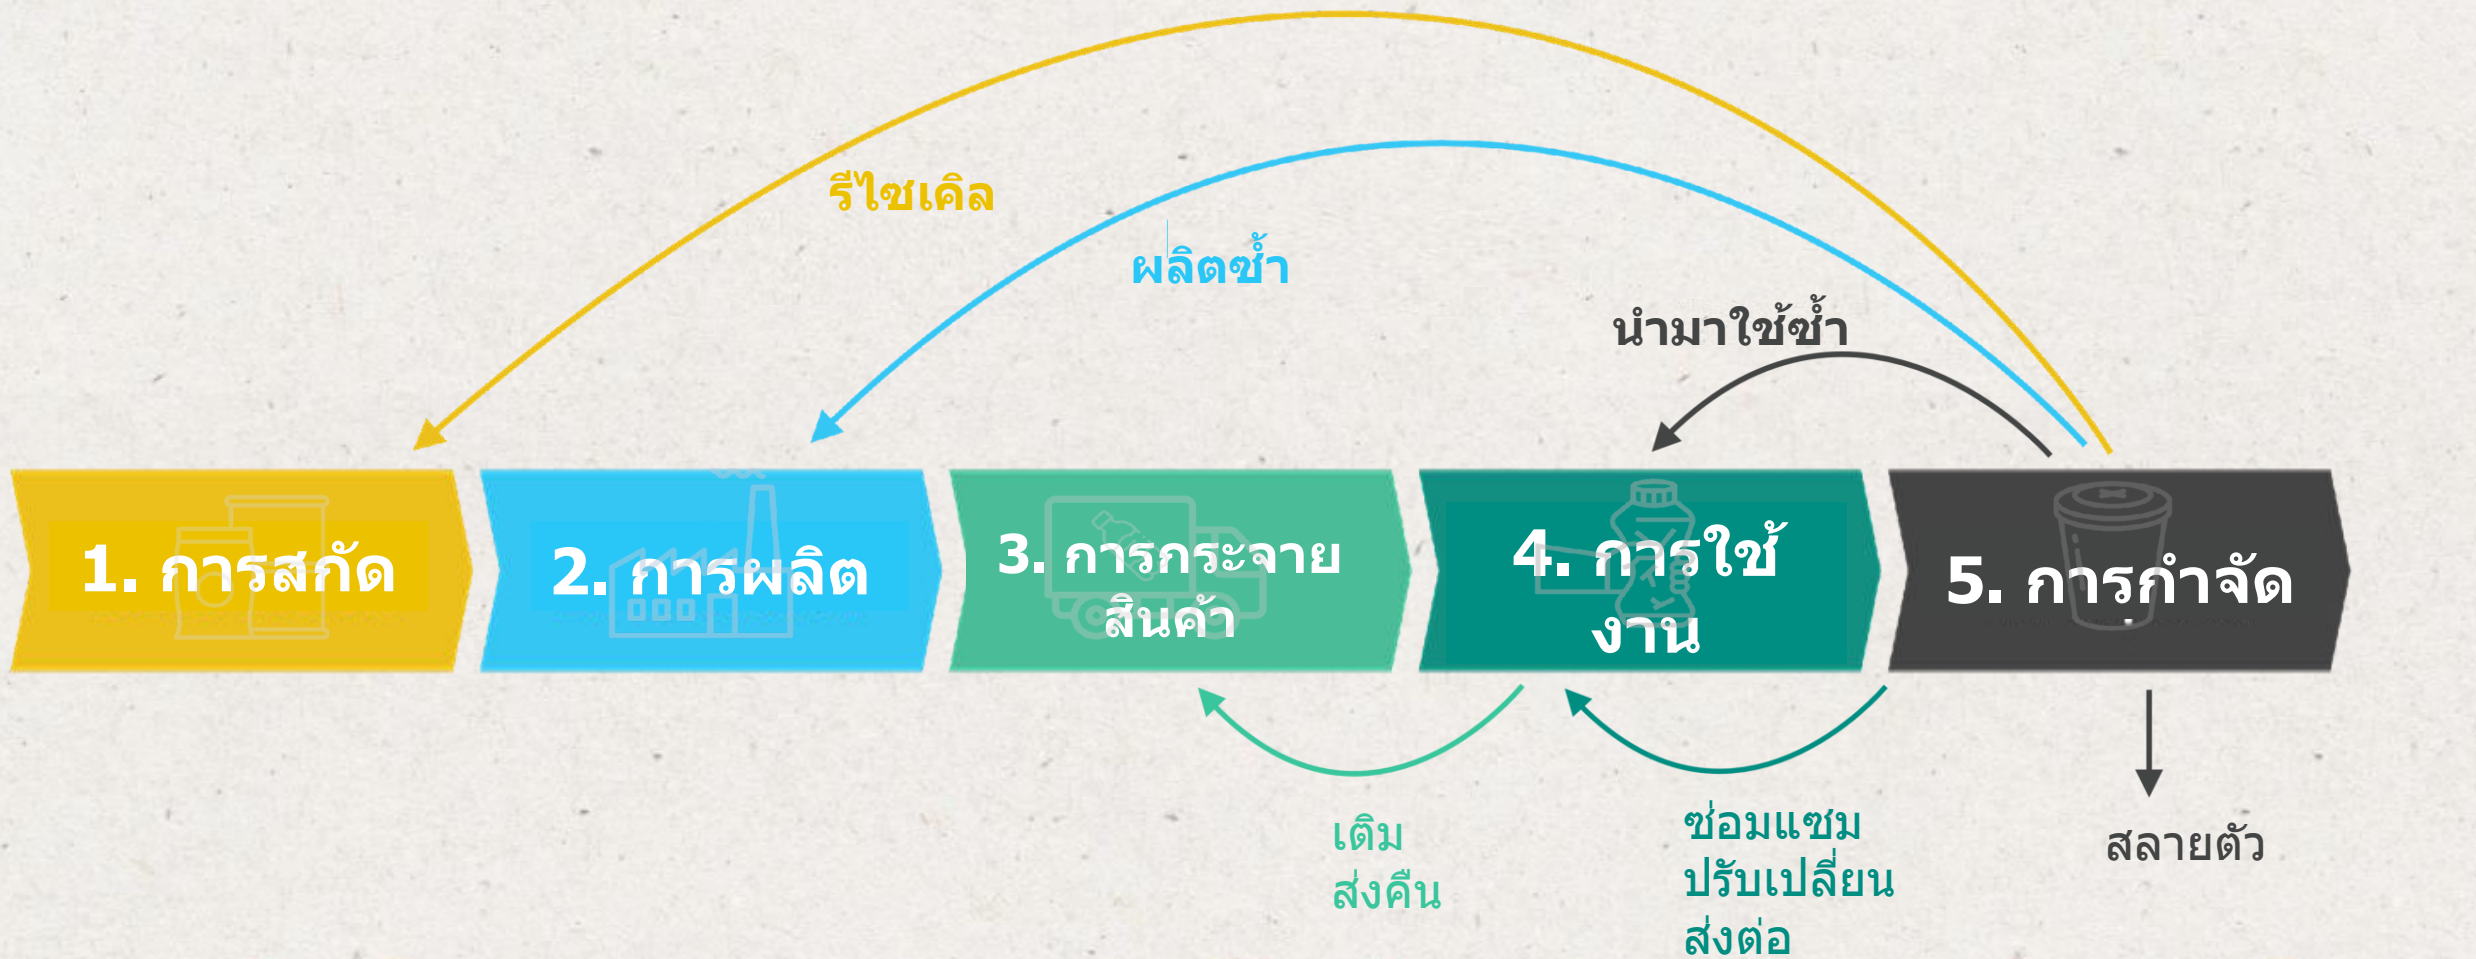 รีไซเคิล
ผลิตซ้ำ
นำมาใช้ซ้ำ
1. การสกัด
2. การผลิต
3. การกระจาย
สินค้า
4. การใช้
งาน
5. การกำจัด
เติม
ส่งคืน
ซ่อมแซม
ปรับเปลี่ยน
ส่งต่อ
สลายตัว